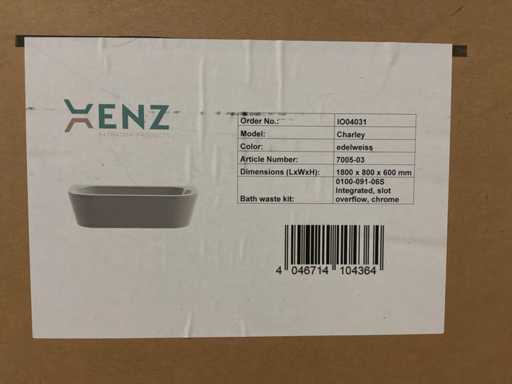 XENZ
Order No.: IO04031
Model: Charley
Color: edelweiss
Article Number: 7005-03
Dimensions (LxWxH): 1800 x 800 x 600 mm
0100-091-06S
Integrated, slot
Bath waste kit: overflow, chrome
4 046714 104364